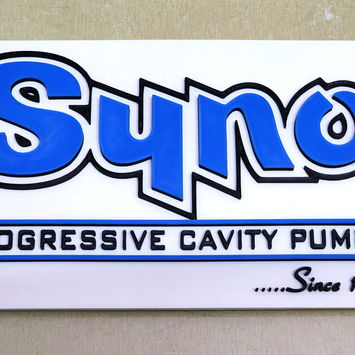 Syno
OGRESSIVE CAVITY PUM
.....Since